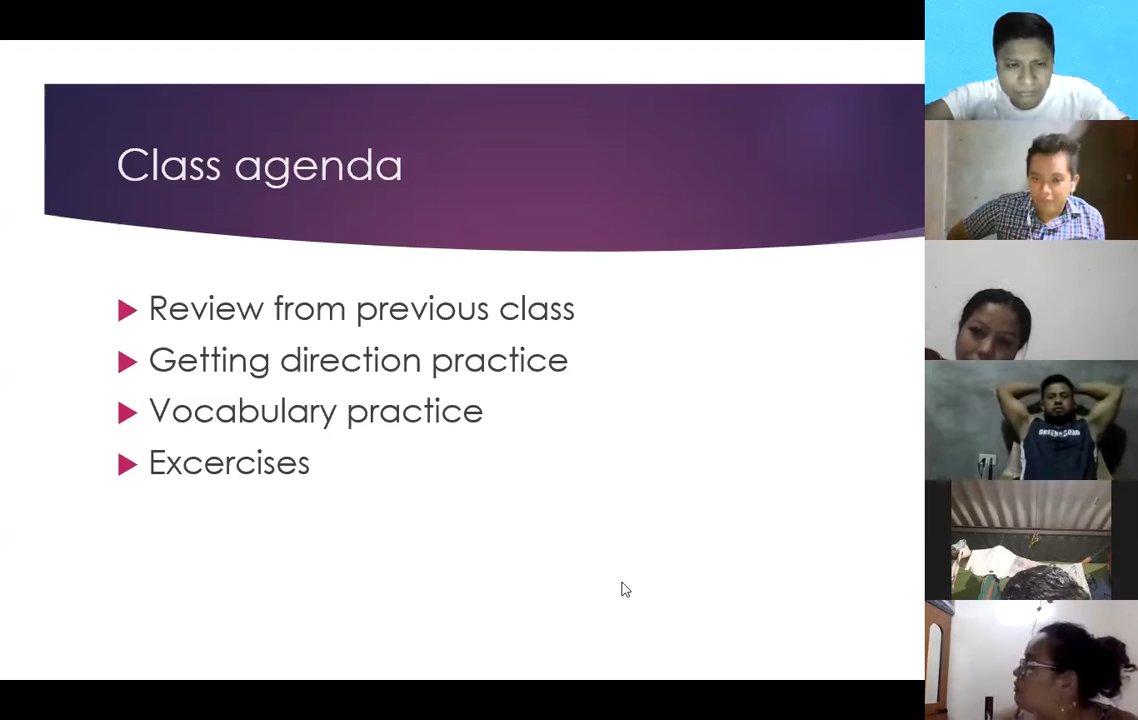 Class agenda
Review from previous class
Getting direction practice
Vocabulary practice
Excercises